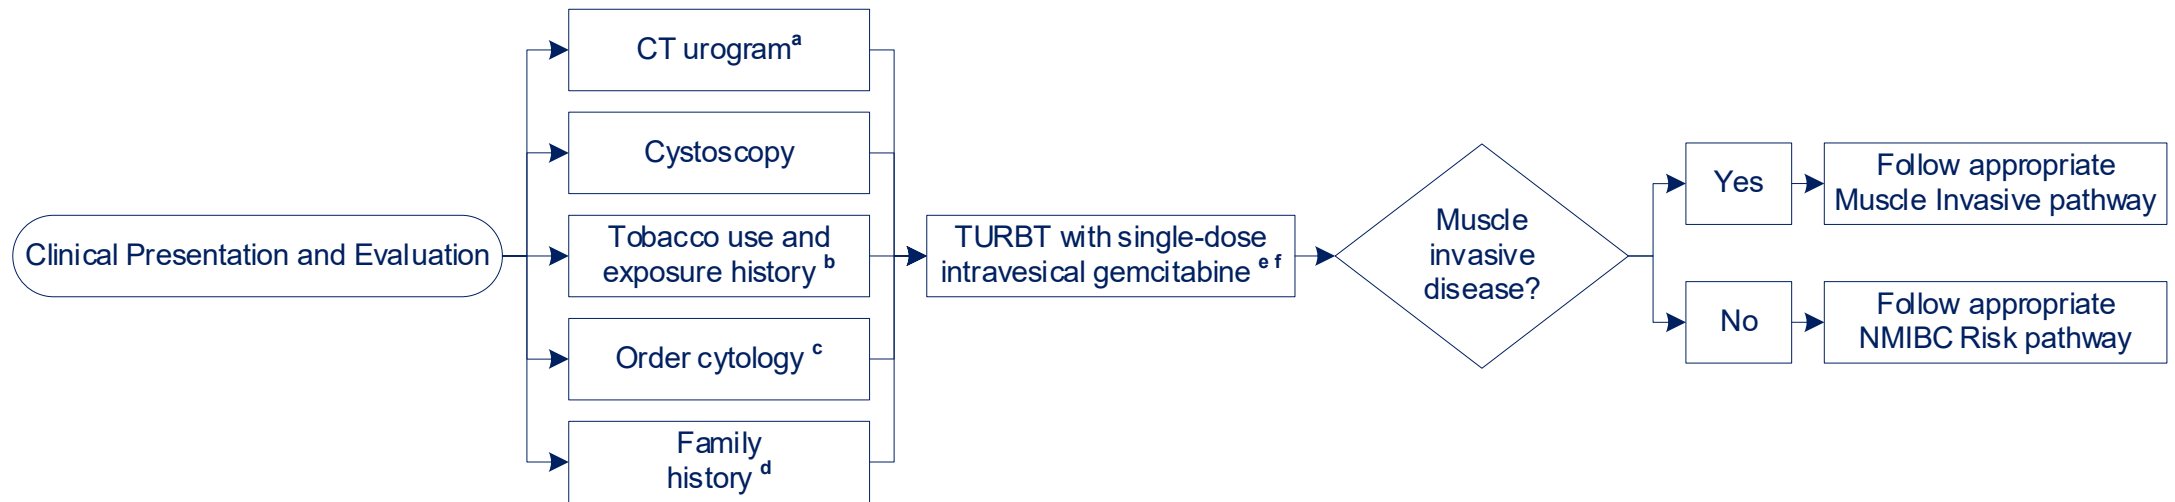 Clinical Presentation and Evaluation
CT urogram a
Cystoscopy
Tobacco use and
exposure history b
Order cytology c
Family
history d
TURBT with single-dose
intravesical gemcitabine e f
Muscle
invasive
disease?
Yes
Follow appropriate
Muscle Invasive pathway
No
Follow appropriate
NMIBC Risk pathway